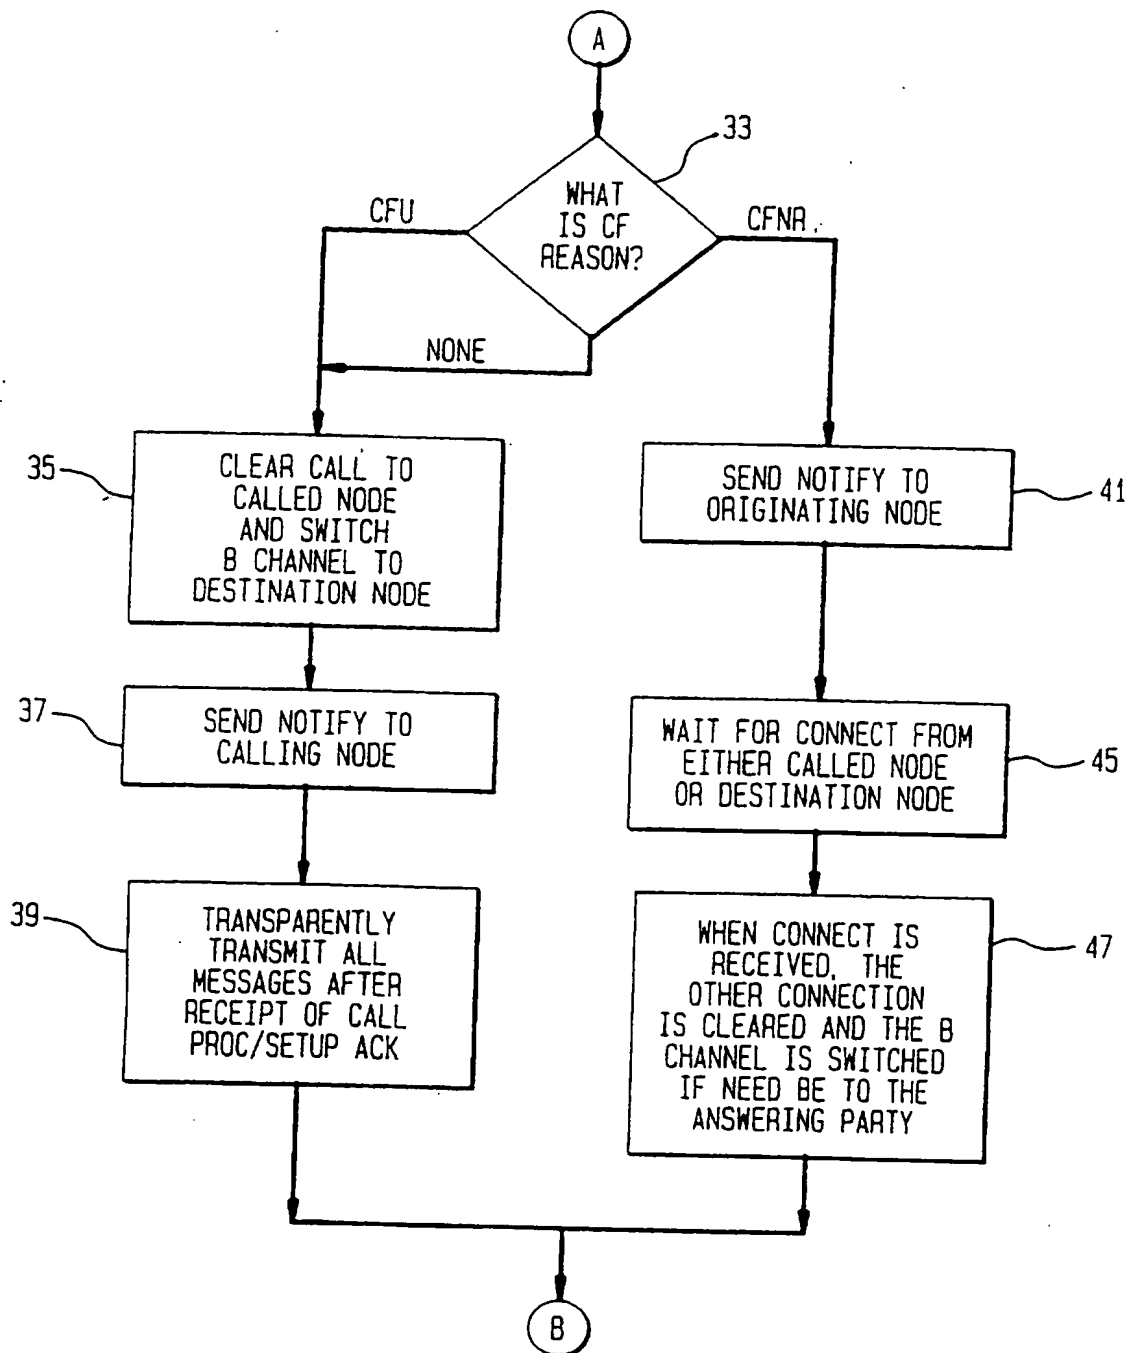 A
33
WHAT
IS CF
REASON?
CFU
CFNR
NONE
35
CLEAR CALL TO
CALLED NODE
AND SWITCH
B CHANNEL TO
DESTINATION NODE
SEND NOTIFY TO
ORIGINATING NODE
41
37
SEND NOTIFY TO
CALLING NODE
WAIT FOR CONNECT FROM
EITHER CALLED NODE
OR DESTINATION NODE
45
39
TRANSPARENTLY
TRANSMIT ALL
MESSAGES AFTER
RECEIPT OF CALL
PROC/SETUP ACK
WHEN CONNECT IS
RECEIVED, THE
OTHER CONNECTION
IS CLEARED AND THE B
CHANNEL IS SWITCHED
IF NEED BE TO THE
ANSWERING PARTY
47
B